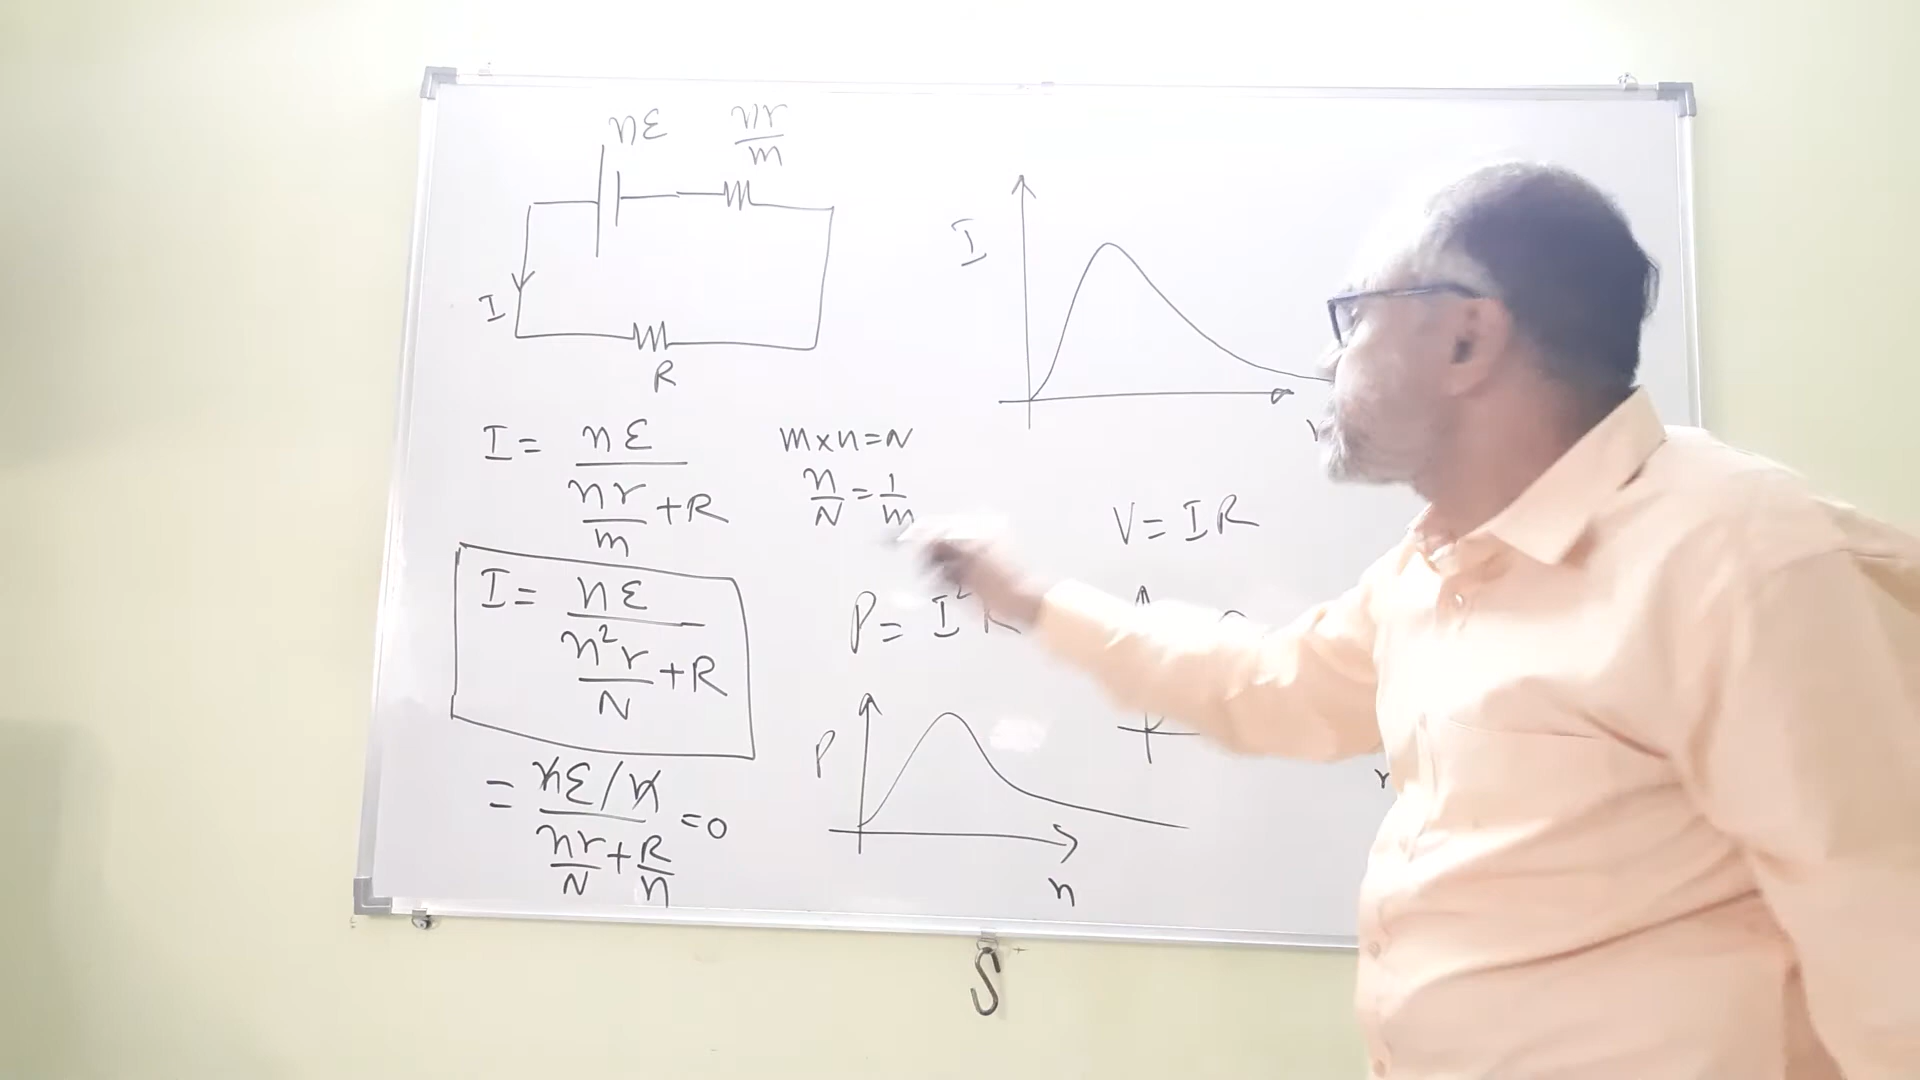 nε nr/m
I
R
I = nε / (nr/m + R)
m×n=N
n/N = 1/m
I = nε / (n²r/N + R)
= nε/n / (nr/N + R/n) = 0
I
V = IR
P = I²R
P
n